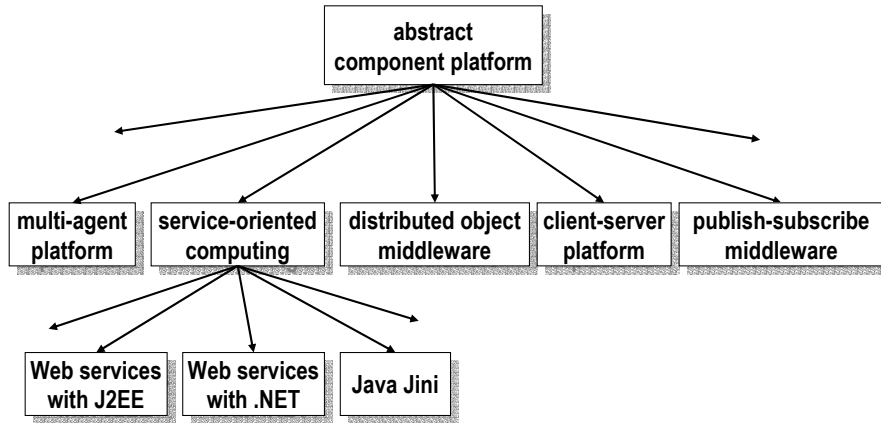 abstract
component platform
multi-agent
platform
service-oriented
computing
distributed object
middleware
client-server
platform
publish-subscribe
middleware
Web services
with J2EE
Web services
with .NET
Java Jini